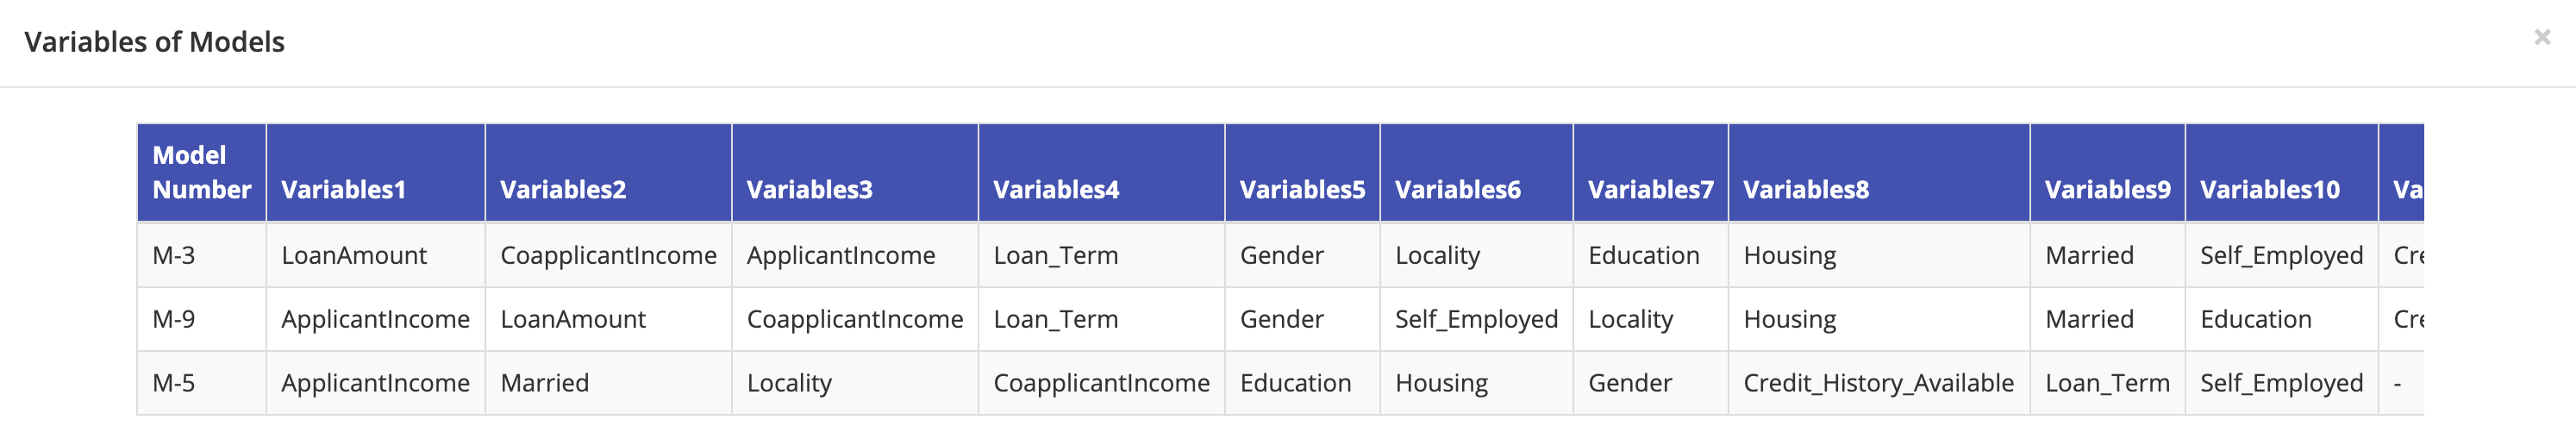 Variables of Models
×
Model Number Variables1 Variables2 Variables3 Variables4 Variables5 Variables6 Variables7 Variables8 Variables9 Variables10 Va
M-3 LoanAmount CoapplicantIncome ApplicantIncome Loan_Term Gender Locality Education Housing Married Self_Employed Cre
M-9 ApplicantIncome LoanAmount CoapplicantIncome Loan_Term Gender Self_Employed Locality Housing Married Education Cre
M-5 ApplicantIncome Married Locality CoapplicantIncome Education Housing Gender Credit_History_Available Loan_Term Self_Employed -